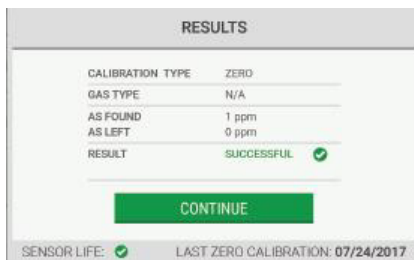 RESULTS
CALIBRATION TYPE ZERO
GAS TYPE N/A
AS FOUND 1 ppm
AS LEFT 0 ppm
RESULT SUCCESSFUL
CONTINUE
SENSOR LIFE: LAST ZERO CALIBRATION: 07/24/2017